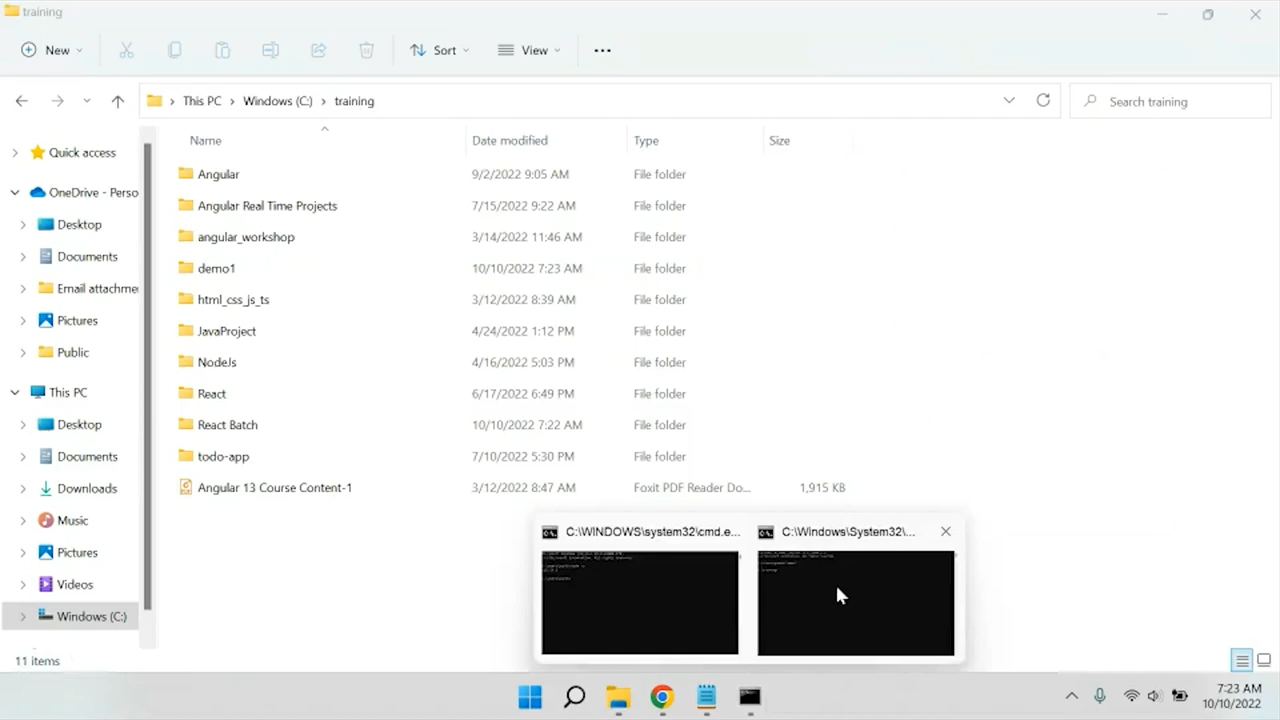 training
New
Sort
View
This PC > Windows (C:) > training
Search training
Name
Date modified
Type
Size
Quick access
OneDrive - Perso
Desktop
Documents
Email attachme
Pictures
Public
This PC
Desktop
Documents
Downloads
Music
Pictures
Videos
Windows (C:)
Angular 9/2/2022 9:05 AM File folder
Angular Real Time Projects 7/15/2022 9:22 AM File folder
angular_workshop 3/14/2022 11:46 AM File folder
demo1 10/10/2022 7:23 AM File folder
html_css_js_ts 3/12/2022 8:39 AM File folder
JavaProject 4/24/2022 1:12 PM File folder
NodeJs 4/16/2022 5:03 PM File folder
React 6/17/2022 6:49 PM File folder
React Batch 10/10/2022 7:22 AM File folder
todo-app 7/10/2022 5:30 PM File folder
Angular 13 Course Content-1 3/12/2022 8:47 AM Foxit PDF Reader Do... 1,915 KB
C:\WINDOWS\system32\cmd.e...
C:\Windows\System32\...
11 items
7:23 AM
10/10/2022